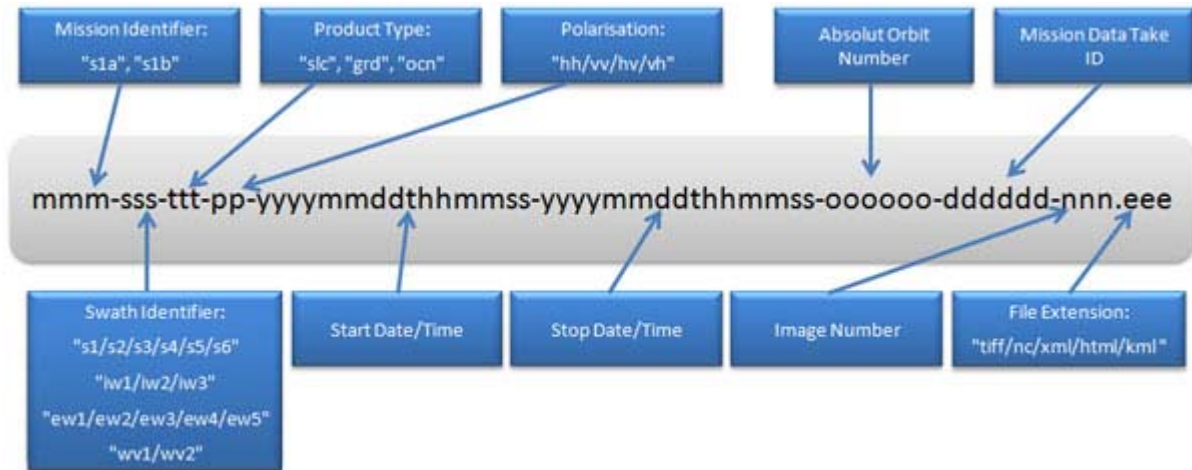 Mission Identifier:
"s1a", "s1b"
Product Type:
"slc", "grd", "ocn"
Polarisation:
"hh/vv/hv/vh"
Absolut Orbit
Number
Mission Data Take
ID
mmm-sss-ttt-pp-yyyymmddthhmmss-yyyymmddthhmmss-oooooo-dddddd-nnn.eee
Swath Identifier:
"s1/s2/s3/s4/s5/s6"
"iw1/iw2/iw3"
"ew1/ew2/ew3/ew4/ew5"
"wv1/wv2"
Start Date/Time
Stop Date/Time
Image Number
File Extension:
"tiff/nc/xml/html/kml"